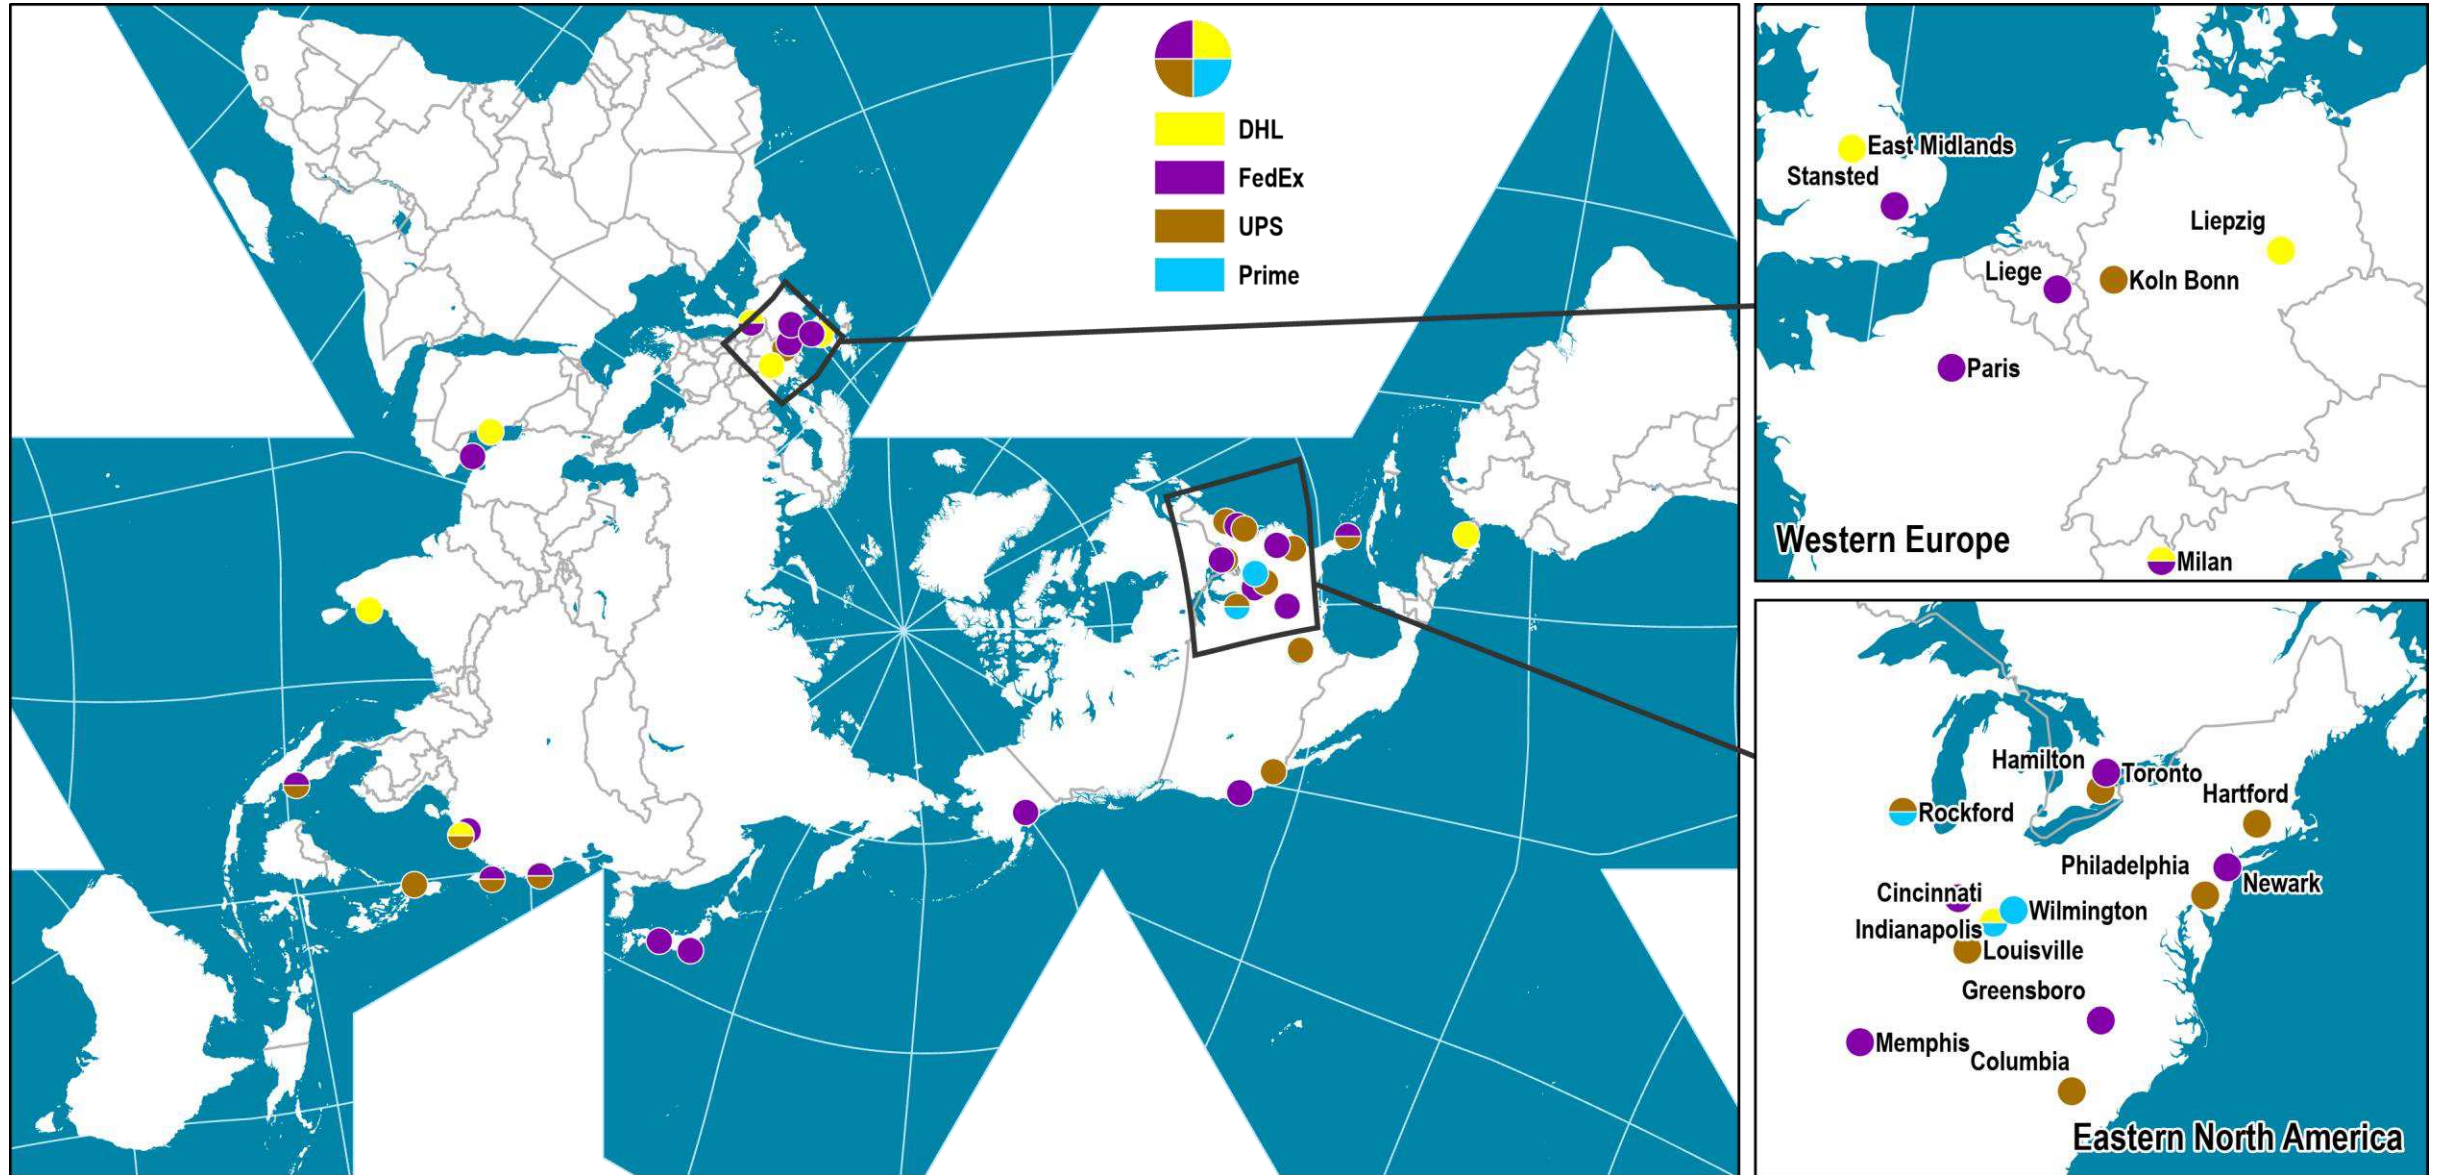 DHL
FedEx
UPS
Prime
East Midlands
Stansted
Liepzig
Liege
Koln Bonn
Paris
Western Europe
Milan
Hamilton
Toronto
Hartford
Rockford
Philadelphia
Newark
Cincinnati
Wilmington
Indianapolis
Louisville
Greensboro
Memphis
Columbia
Eastern North America